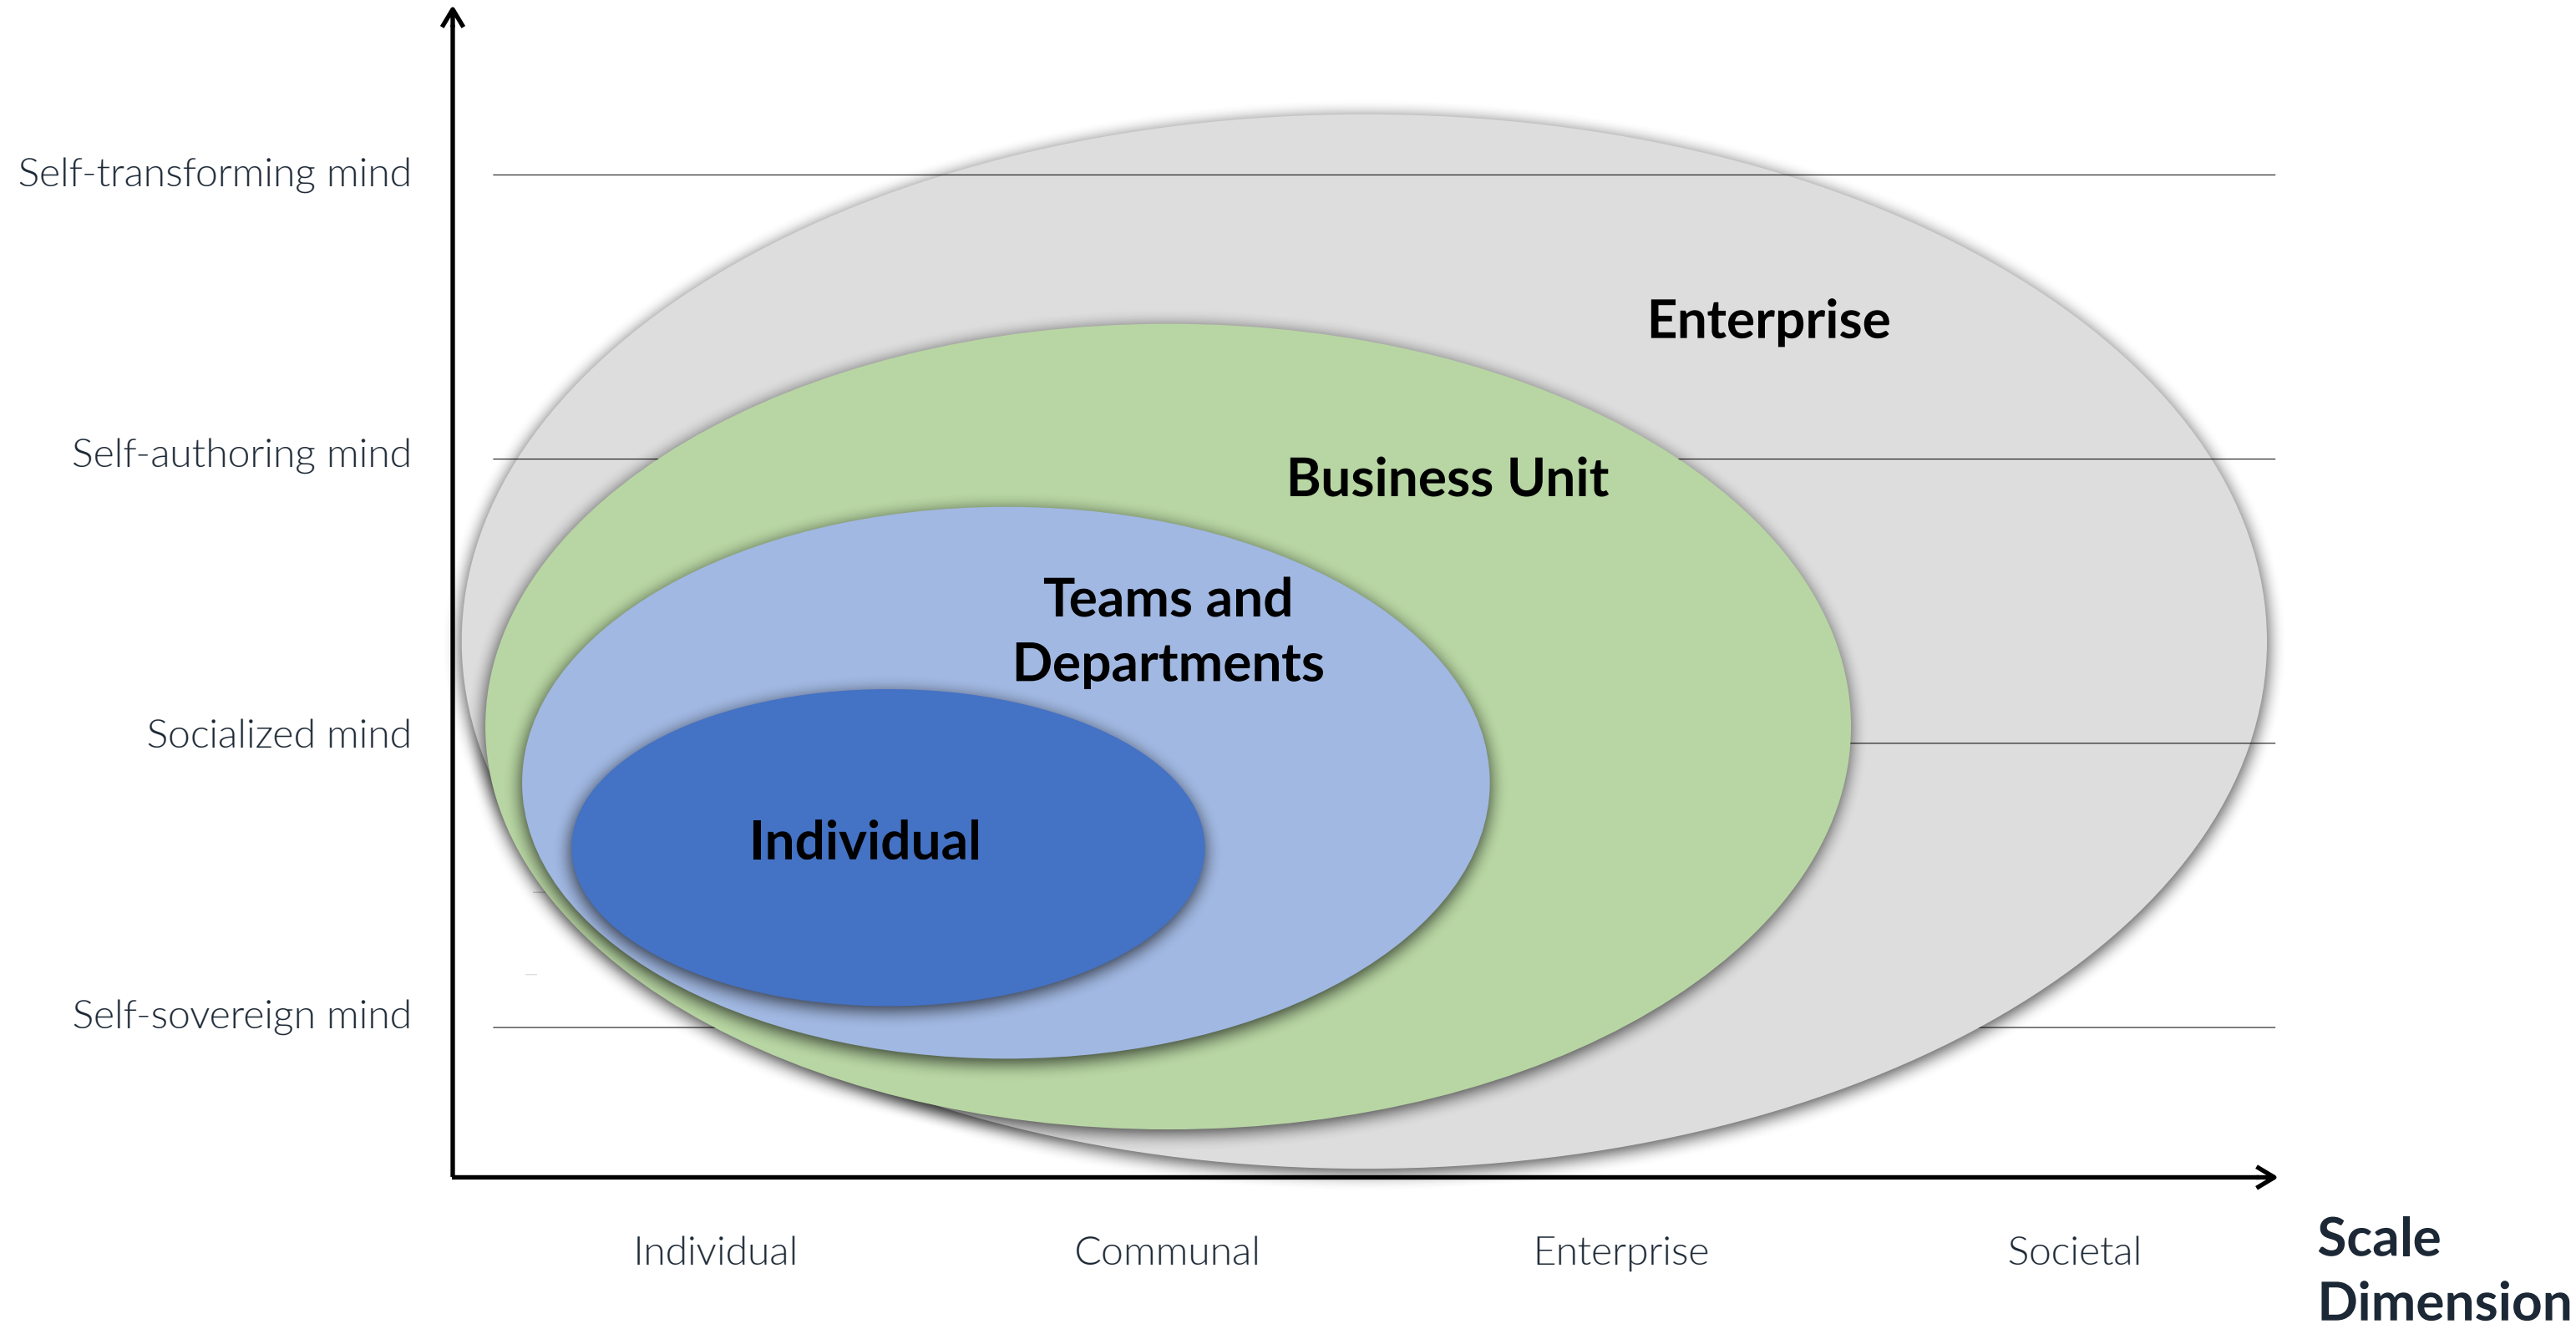 Self-transforming mind
Enterprise
Self-authoring mind
Business Unit
Teams and
Departments
Socialized mind
Individual
Self-sovereign mind
Individual
Communal
Enterprise
Societal
Scale
Dimension